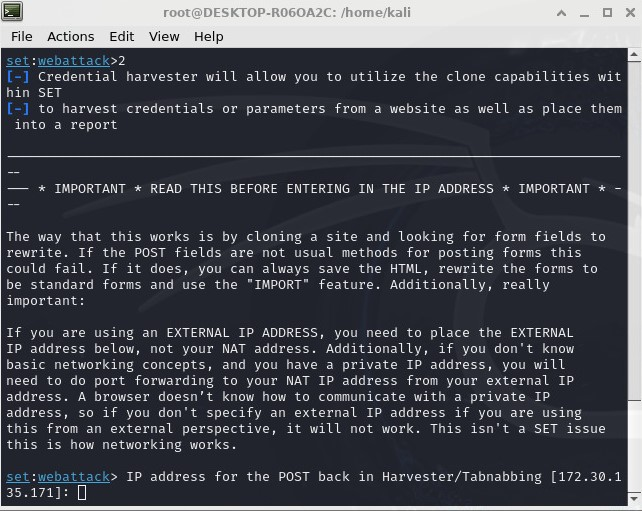 root@DESKTOP-R06OA2C: /home/kali
File Actions Edit View Help
set:webattack>2
[-] Credential harvester will allow you to utilize the clone capabilities wit
hin SET
[-] to harvest credentials or parameters from a website as well as place them
 into a report
--
--- * IMPORTANT * READ THIS BEFORE ENTERING IN THE IP ADDRESS * IMPORTANT * -
--
The way that this works is by cloning a site and looking for form fields to
rewrite. If the POST fields are not usual methods for posting forms this
could fail. If it does, you can always save the HTML, rewrite the forms to
be standard forms and use the "IMPORT" feature. Additionally, really
important:
If you are using an EXTERNAL IP ADDRESS, you need to place the EXTERNAL
IP address below, not your NAT address. Additionally, if you don't know
basic networking concepts, and you have a private IP address, you will
need to do port forwarding to your NAT IP address from your external IP
address. A browser doesn’t know how to communicate with a private IP
address, so if you don't specify an external IP address if you are using
this from an external perspective, it will not work. This isn't a SET issue
this is how networking works.
set:webattack> IP address for the POST back in Harvester/Tabnabbing [172.30.1
35.171]: